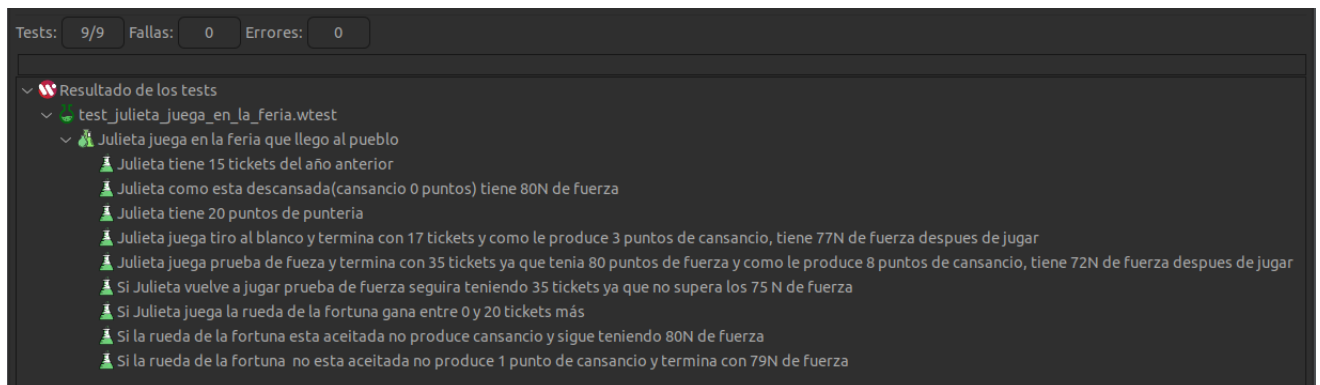 Tests: 9/9 Fallas: 0 Errores: 0
Resultado de los tests
test_julieta_juega_en_la_feria.wtest
Julieta juega en la feria que llego al pueblo
Julieta tiene 15 tickets del año anterior
Julieta como esta descansada(cansancio 0 puntos) tiene 80N de fuerza
Julieta tiene 20 puntos de punteria
Julieta juega tiro al blanco y termina con 17 tickets y como le produce 3 puntos de cansancio, tiene 77N de fuerza despues de jugar
Julieta juega prueba de fueza y termina con 35 tickets ya que tenia 80 puntos de fuerza y como le produce 8 puntos de cansancio, tiene 72N de fuerza despues de jugar
Si Julieta vuelve a jugar prueba de fuerza seguira teniendo 35 tickets ya que no supera los 75 N de fuerza
Si Julieta juega la rueda de la fortuna gana entre 0 y 20 tickets más
Si la rueda de la fortuna esta aceitada no produce cansancio y sigue teniendo 80N de fuerza
Si la rueda de la fortuna  no esta aceitada no produce 1 punto de cansancio y termina con 79N de fuerza